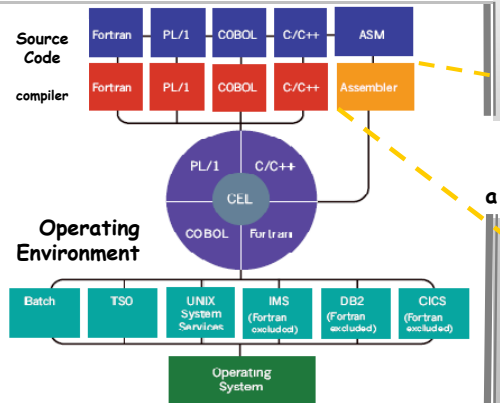 Source
Code
Fortran PL/1 COBOL C/C++ ASM
compiler
Fortran PL/1 COBOL C/C++ Assembler
PL/1 C/C++
CEL
COBOL Fortran
a
Operating
Environment
Batch TSO UNIX
System
Services
IMS
(Fortran
excluded)
DB2
(Fortran
excluded)
CICS
(Fortran
excluded)
Operating
System